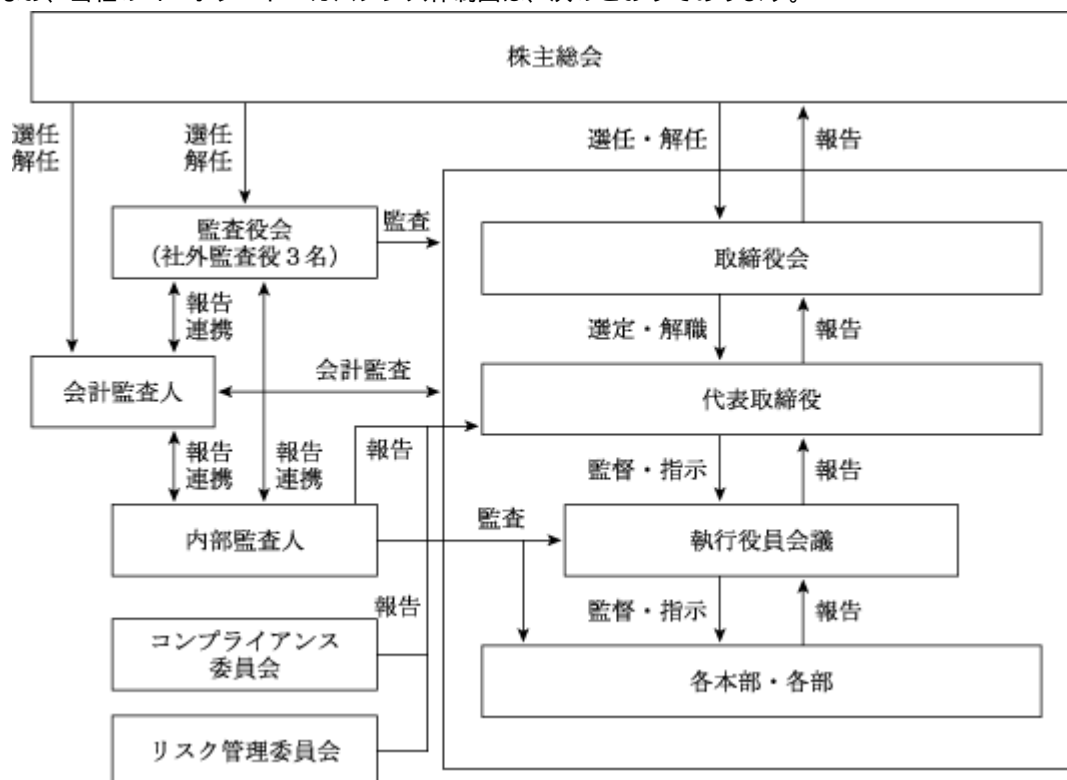 株主総会
選任
解任
選任
解任
選任・解任
報告
監査役会
(社外監査役3名)
監査
取締役会
報告
連携
選定・解職
報告
会計監査人
会計監査
代表取締役
報告
連携
報告
連携
報告
監督・指示
報告
内部監査人
監査
執行役員会議
報告
監督・指示
報告
コンプライアンス
委員会
各本部・各部
リスク管理委員会